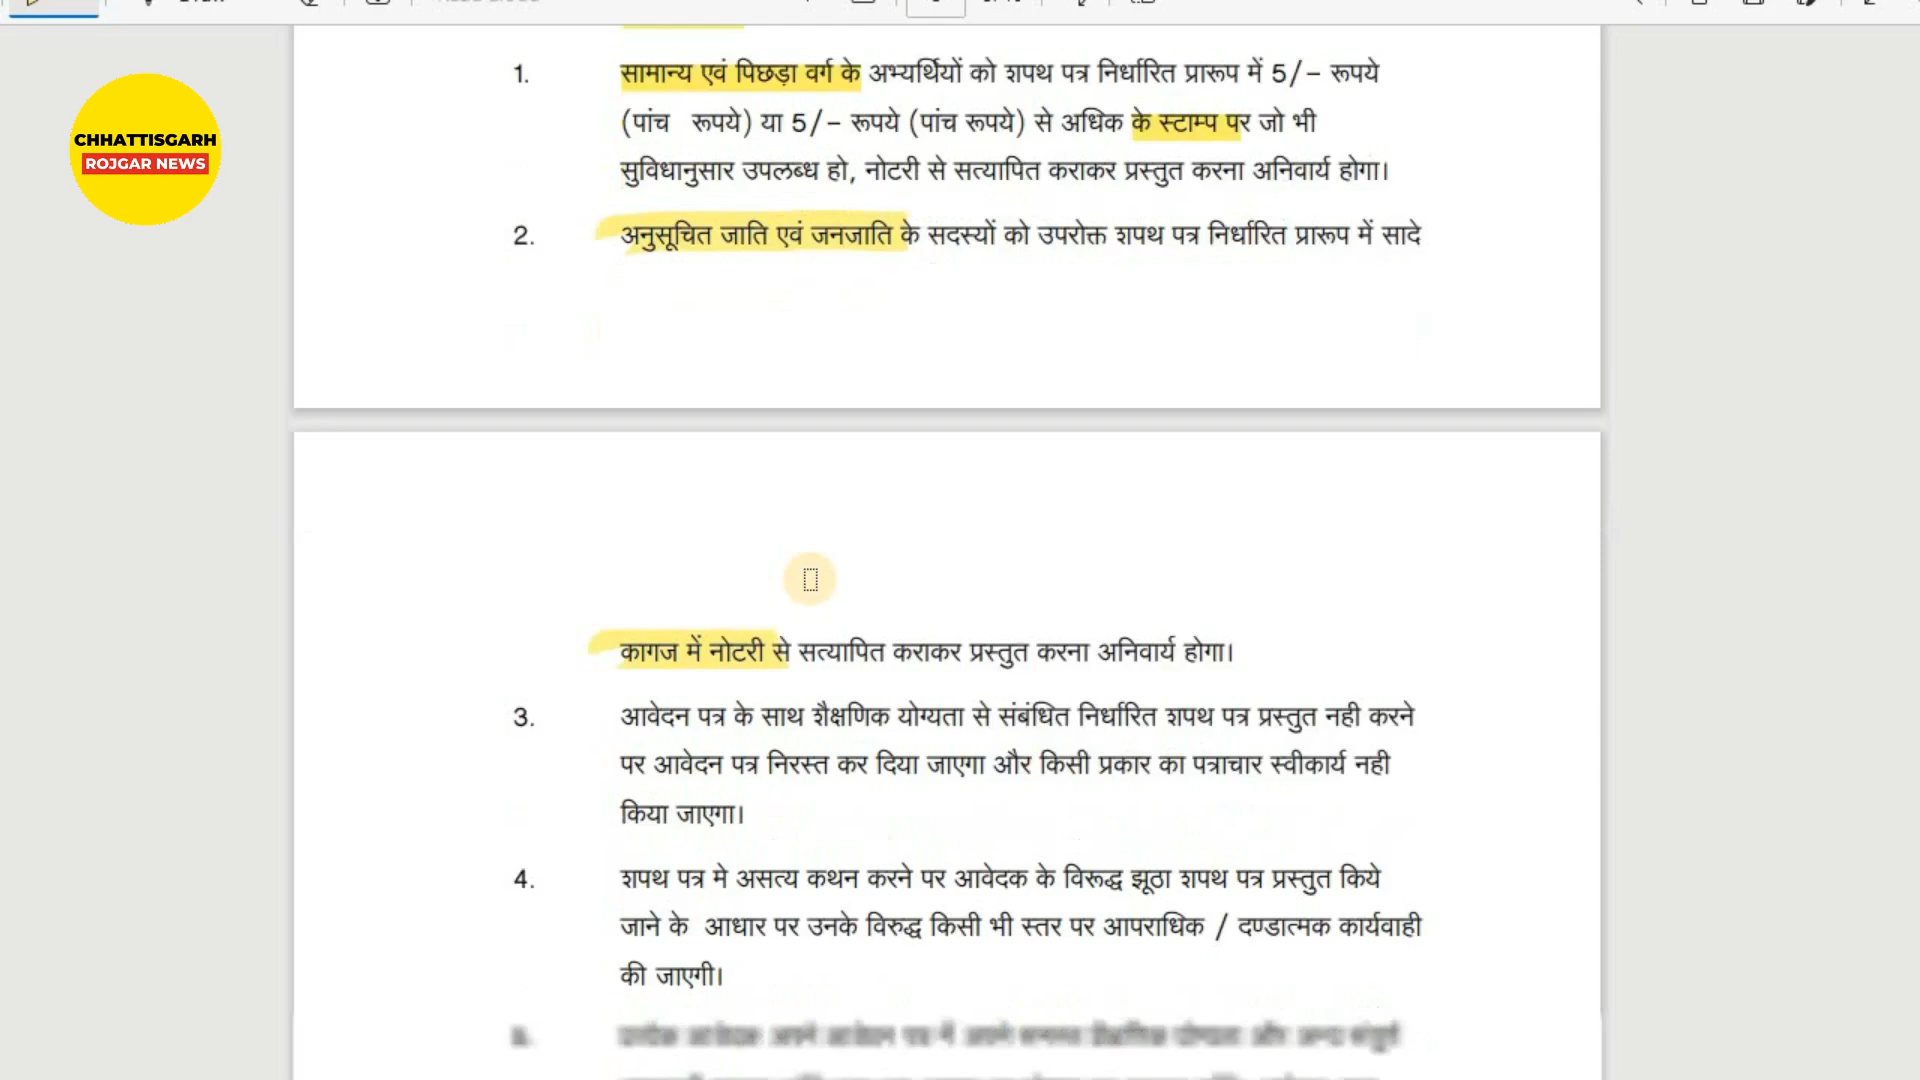 CHHATTISGARH
ROJGAR NEWS
1. सामान्य एवं पिछड़ा वर्ग के अभ्यर्थियों को शपथ पत्र निर्धारित प्रारूप में 5/– रूपये
(पांच रूपये) या 5/– रूपये (पांच रूपये) से अधिक के स्टाम्प पर जो भी
सुविधानुसार उपलब्ध हो, नोटरी से सत्यापित कराकर प्रस्तुत करना अनिवार्य होगा।
2. अनुसूचित जाति एवं जनजाति के सदस्यों को उपरोक्त शपथ पत्र निर्धारित प्रारूप में सादे
कागज में नोटरी से सत्यापित कराकर प्रस्तुत करना अनिवार्य होगा।
3. आवेदन पत्र के साथ शैक्षणिक योग्यता से संबंधित निर्धारित शपथ पत्र प्रस्तुत नही करने
पर आवेदन पत्र निरस्त कर दिया जाएगा और किसी प्रकार का पत्राचार स्वीकार्य नही
किया जाएगा।
4. शपथ पत्र मे असत्य कथन करने पर आवेदक के विरूद्ध झूठा शपथ पत्र प्रस्तुत किये
जाने के आधार पर उनके विरुद्ध किसी भी स्तर पर आपराधिक / दण्डात्मक कार्यवाही
की जाएगी।